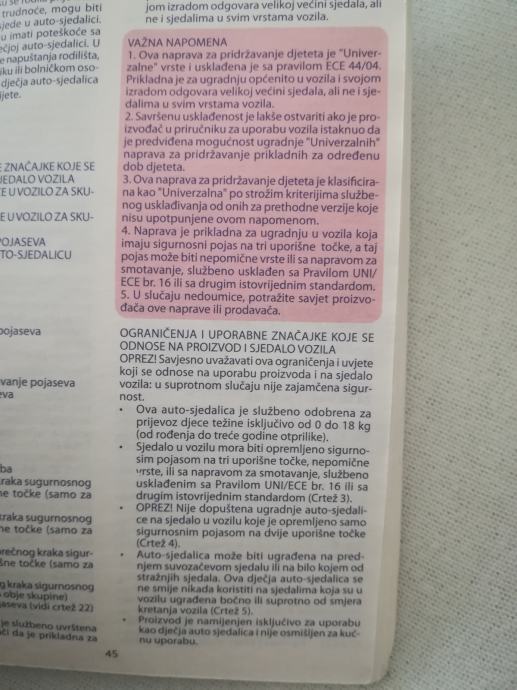 trudnoće, mogu biti
jede u auto-sjedalici.
u imati poteškoće sa
ečjoj auto-sjedalici. U
e napuštanja rodilišta,
iku ili bolničkom oso-
dječja auto-sjedalica
ijete.
E ZNAČAJKE KOJE SE
JEDALO VOZILA
E U VOZILO ZA SKU-
E U VOZILO ZA SKU-
POJASEVA
TO-SJEDALICU
pojaseva
vanje pojaseva
eva
ba
kraka sugurnosnog
ne točke (samo za
kraka sugurnosnog
ne točke (samo za
rečnog kraka sigur-
šne točke (samo za
g kraka sigurnosnog
obje skupine)
jaseva (vidi crtež 22)
je službeno uvrštena
či da je prikladna za
jom izradom odgovara velikoj većini sjedala, ali
ne i sjedalima u svim vrstama vozila.
VAŽNA NAPOMENA
1. Ova naprava za pridržavanje djeteta je "Univer-
zalne" vrste i usklađena je sa pravilom ECE 44/04.
Prikladna je za ugradnju općenito u vozila i svojom
izradom odgovara velikoj većini sjedala, ali ne i sje-
dalima u svim vrstama vozila.
2. Savršenu usklađenost je lakše ostvariti ako je pro-
izvođač u priručniku za uporabu vozila istaknuo da
je predviđena mogućnost ugradnje "Univerzalnih"
naprava za pridržavanje prikladnih za određenu
dob djeteta.
3. Ova naprava za pridržavanje djeteta je klasificira-
na kao "Univerzalna" po strožim kriterijima službe-
nog usklađivanja od onih za prethodne verzije koje
nisu upotpunjene ovom napomenom.
4. Naprava je prikladna za ugradnju u vozila koja
imaju sigurnosni pojas na tri uporišne točke, a taj
pojas može biti nepomične vrste ili sa napravom za
smotavanje, službeno usklađen sa Pravilom UNI/
ECE br. 16 ili sa drugim istovrijednim standardom.
5. U slučaju nedoumice, potražite savjet proizvo-
đača ove naprave ili prodavača.
OGRANIČENJA I UPORABNE ZNAČAJKE KOJE SE
ODNOSE NA PROIZVOD I SJEDALO VOZILA
OPREZ! Savjesno uvažavati ova ograničenja i uvjete
koji se odnose na uporabu proizvoda i na sjedalo
vozila: u suprotnom slučaju nije zajamčena sigur-
nost.
• Ova auto-sjedalica je službeno odobrena za
prijevoz djece težine isključivo od 0 do 18 kg
(od rođenja do treće godine otprilike).
• Sjedalo u vozilu mora biti opremljeno sigurno-
sim pojasom na tri uporišne točke, nepomične
vrste, ili sa napravom za smotavanje, službeno
usklađenim sa Pravilom UNI/ECE br. 16 ili sa
drugim istovrijednim standardom (Crtež 3).
• OPREZ! Nije dopuštena ugradnje auto-sjedali-
ce na sjedalo u vozilu koje je opremljeno samo
sigurnosnim pojasom na dvije uporišne točke
(Crtež 4).
• Auto-sjedalica može biti ugrađena na pred-
njem suvozačevom sjedalu ili na bilo kojem od
stražnjih sjedala. Ova dječja auto-sjedalica se
ne smije nikada koristiti na sjedalima koja su u
vozilu ugrađena bočno ili suprotno od smjera
kretanja vozila (Crtež 5).
• Proizvod je namijenjen isključivo za uporabu
kao dječja auto sjedalica i nije osmišljen za kuć-
nu uporabu.
45